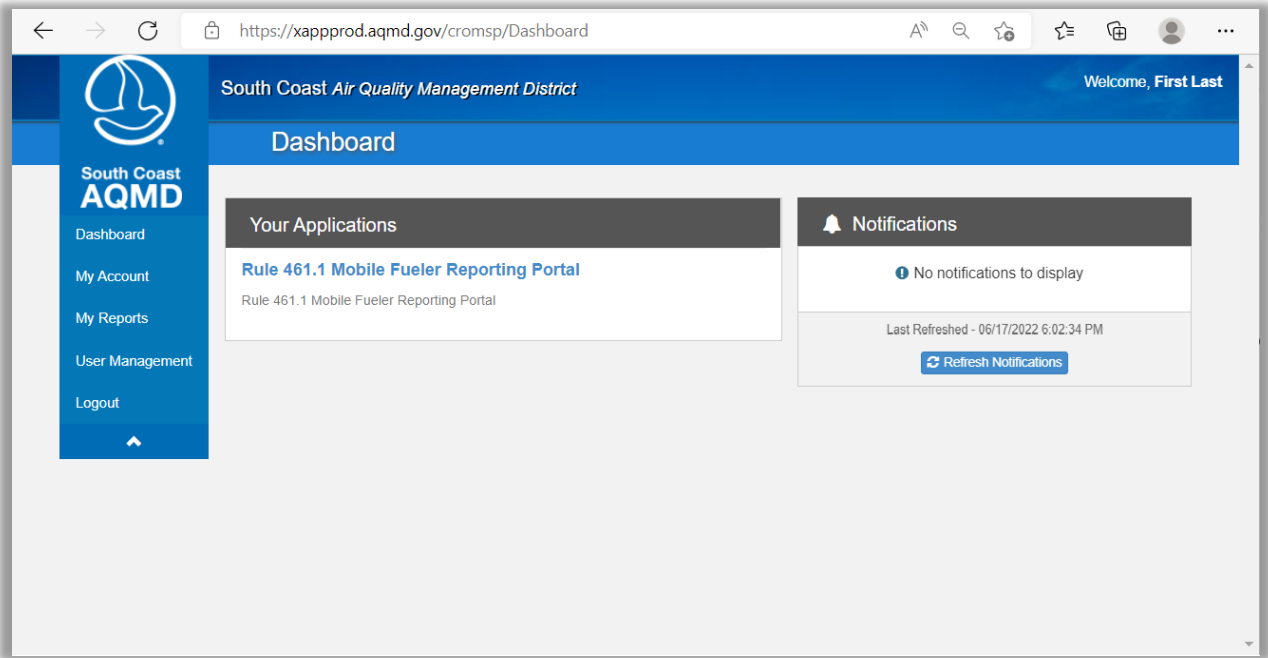 https://xappprod.aqmd.gov/cromsp/Dashboard
South Coast Air Quality Management District
Welcome, First Last
Dashboard
South Coast
AQMD
Dashboard
My Account
My Reports
User Management
Logout
Your Applications
Rule 461.1 Mobile Fueler Reporting Portal
Rule 461.1 Mobile Fueler Reporting Portal
Notifications
No notifications to display
Last Refreshed - 06/17/2022 6:02:34 PM
Refresh Notifications